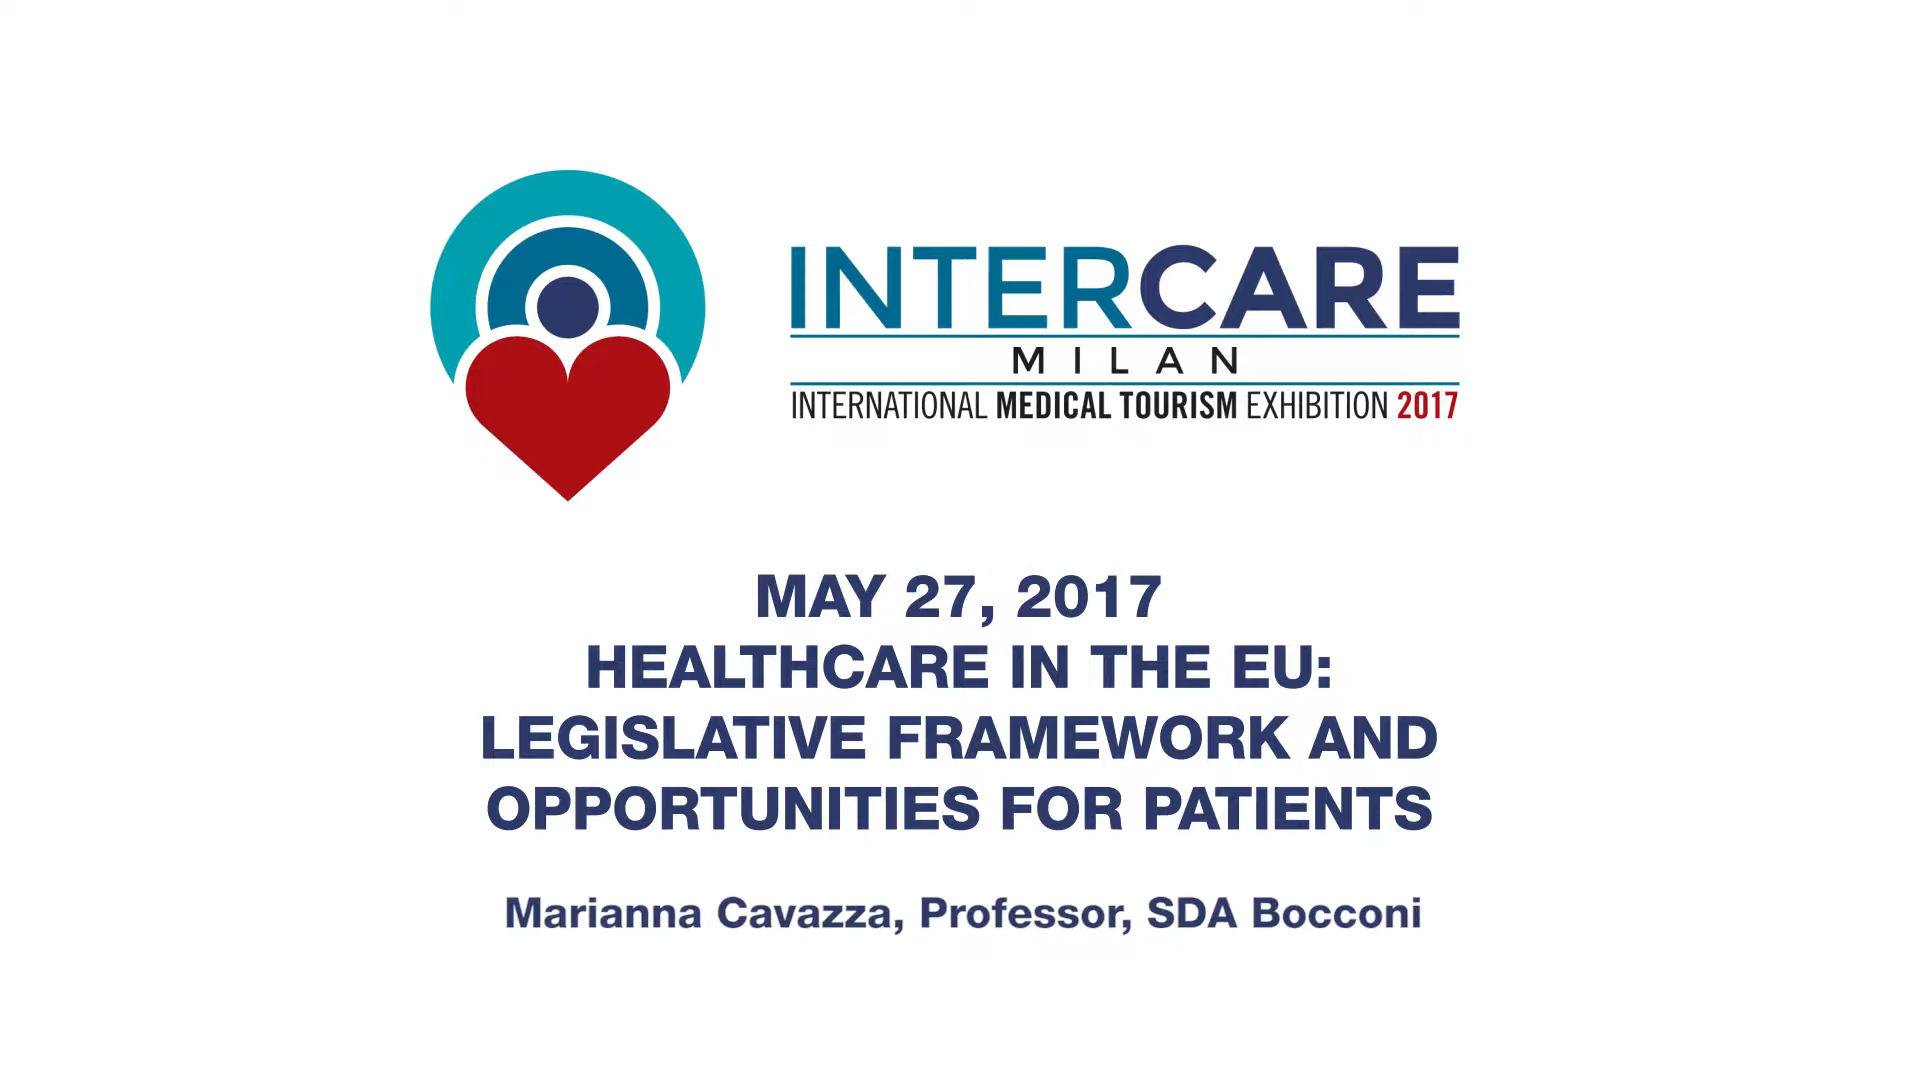 INTERCARE
MILAN
INTERNATIONAL MEDICAL TOURISM EXHIBITION 2017
MAY 27, 2017
HEALTHCARE IN THE EU:
LEGISLATIVE FRAMEWORK AND
OPPORTUNITIES FOR PATIENTS
Marianna Cavazza, Professor, SDA Bocconi